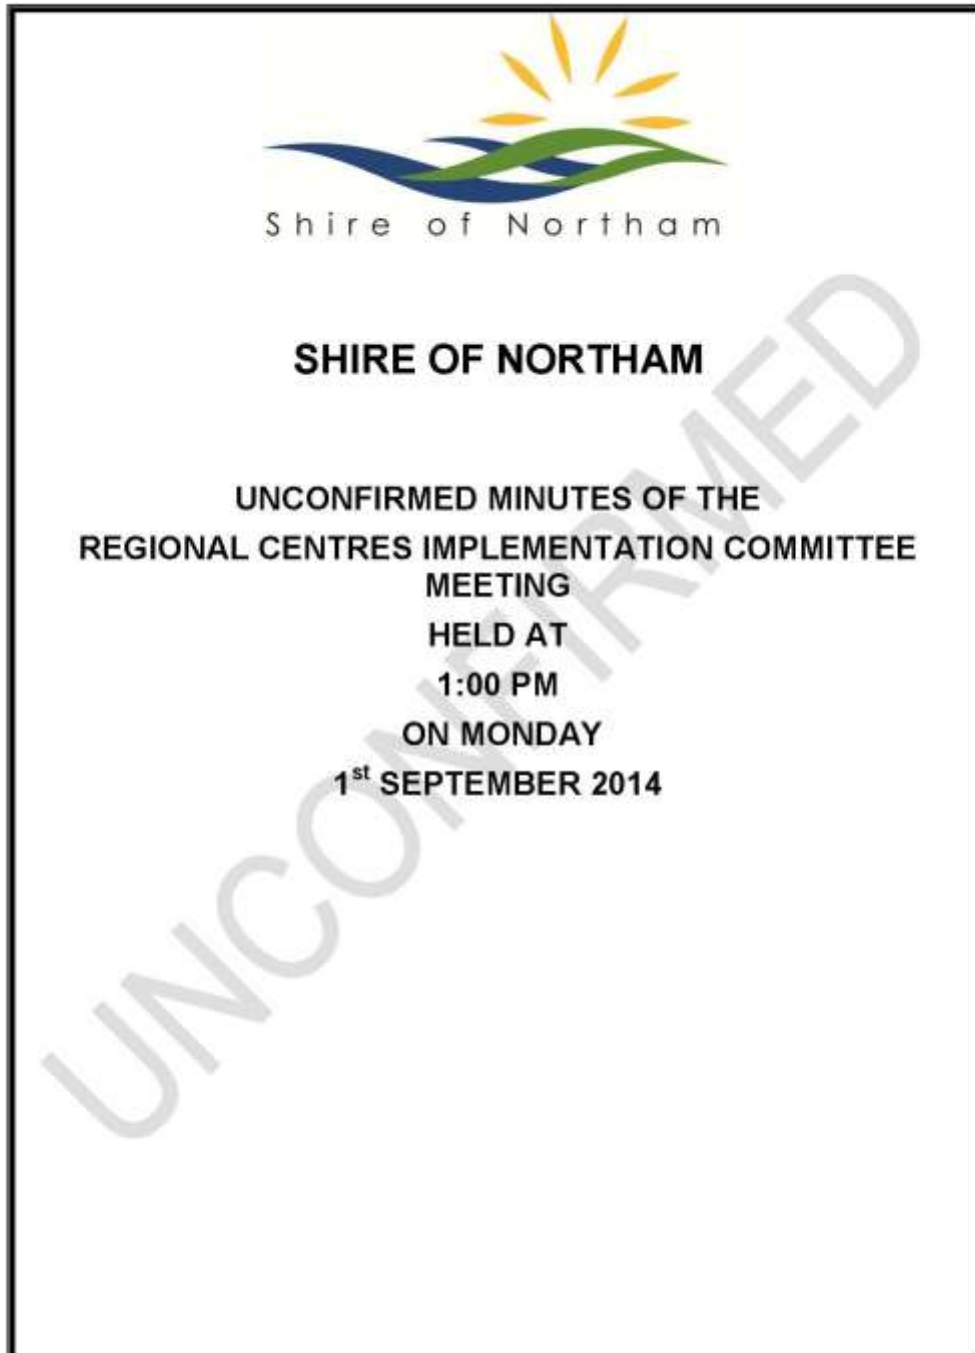 Shire of Northam
SHIRE OF NORTHAM
UNCONFIRMED MINUTES OF THE
REGIONAL CENTRES IMPLEMENTATION COMMITTEE
MEETING
HELD AT
1:00 PM
ON MONDAY
1st SEPTEMBER 2014
UNCONFIRMED